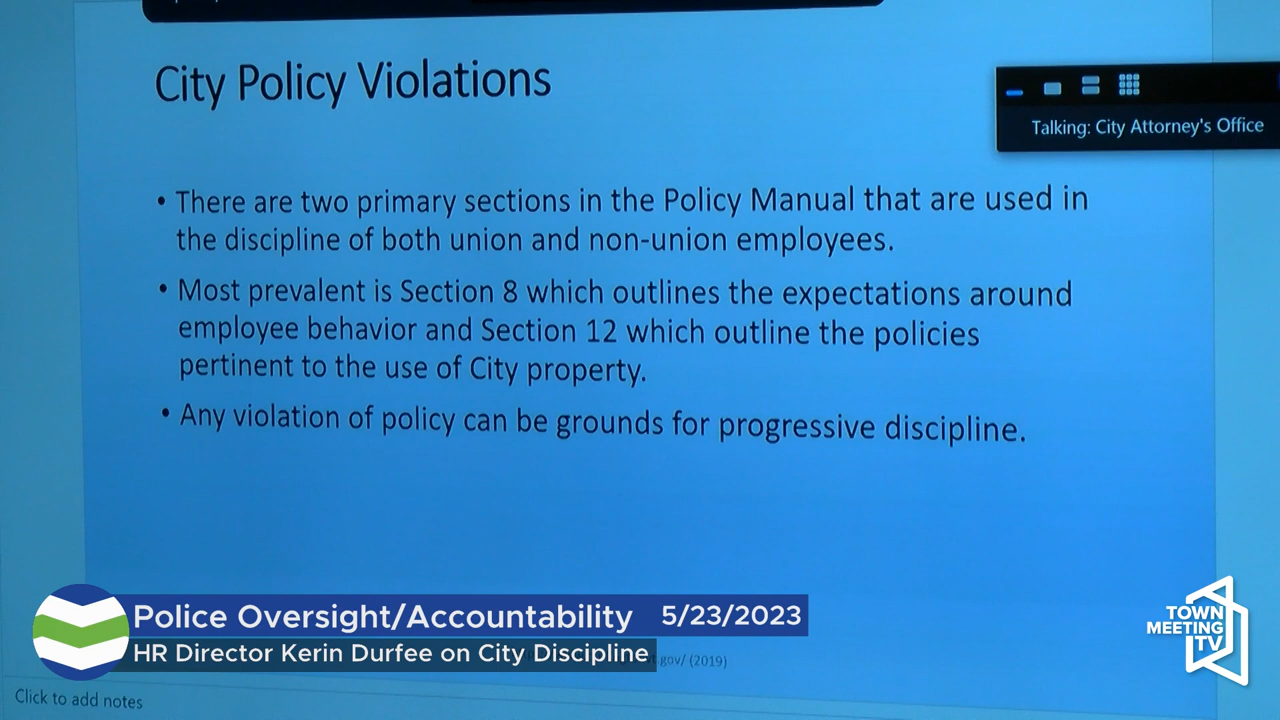 City Policy Violations
Talking: City Attorney's Office
• There are two primary sections in the Policy Manual that are used in
the discipline of both union and non-union employees.
• Most prevalent is Section 8 which outlines the expectations around
employee behavior and Section 12 which outline the policies
pertinent to the use of City property.
• Any violation of policy can be grounds for progressive discipline.
Police Oversight/Accountability 5/23/2023
HR Director Kerin Durfee on City Discipline
.gov/ (2019)
TOWN
MEETING
TV
Click to add notes